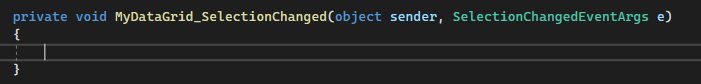 private void MyDataGrid_SelectionChanged(object sender, SelectionChangedEventArgs e)
{
}